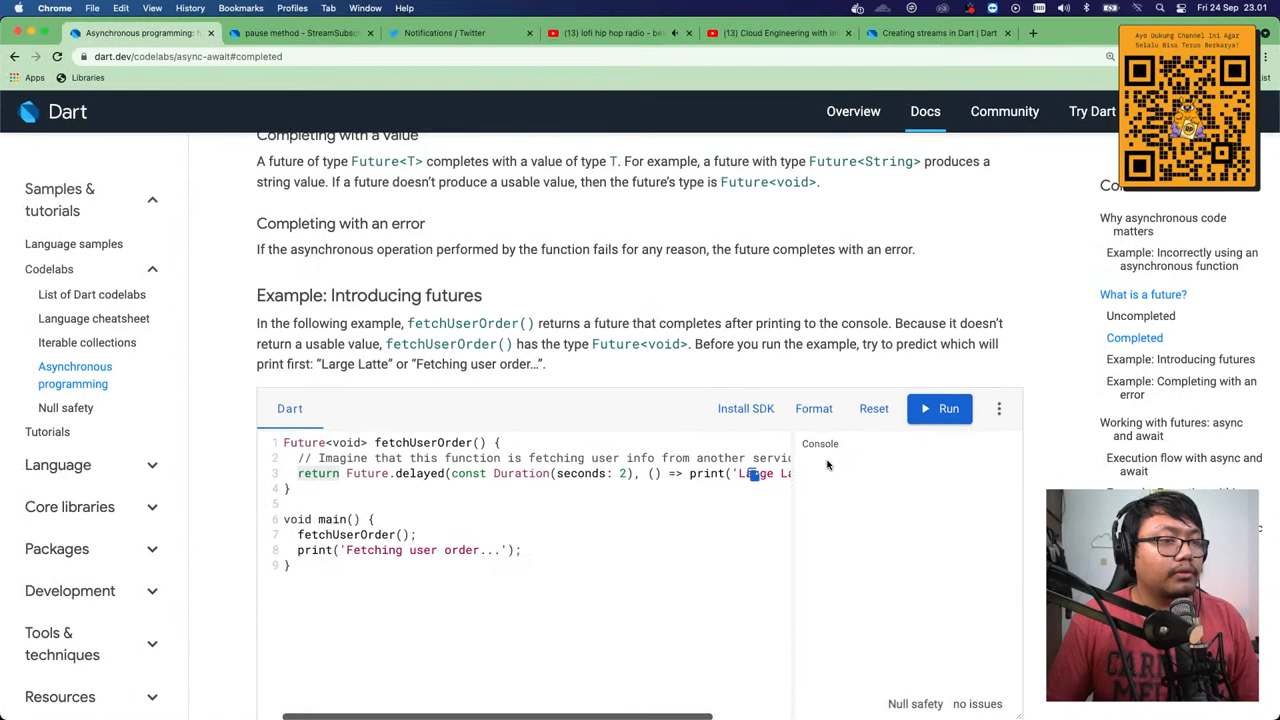 Chrome File Edit View History Bookmarks Profiles Tab Window Help
Fri 24 Sep 23.01
Asynchronous programming: f
pause method - StreamSubsc
Notifications / Twitter
(13) lofi hip hop radio - bea
(13) Cloud Engineering with Im
Creating streams in Dart | Dart
dart.dev/codelabs/async-await#completed
Apps
Libraries
Ayo Dukung Channel Ini Agar
Selalu Bisa Terus Berkarya!
Dart
Overview
Docs
Community
Try Dart
Samples &
tutorials
Language samples
Codelabs
List of Dart codelabs
Language cheatsheet
Iterable collections
Asynchronous
programming
Null safety
Tutorials
Language
Core libraries
Packages
Development
Tools &
techniques
Resources
Completing with a value
A future of type Future<T> completes with a value of type T. For example, a future with type Future<String> produces a
string value. If a future doesn’t produce a usable value, then the future’s type is Future<void>.
Completing with an error
If the asynchronous operation performed by the function fails for any reason, the future completes with an error.
Example: Introducing futures
In the following example, fetchUserOrder() returns a future that completes after printing to the console. Because it doesn’t
return a usable value, fetchUserOrder() has the type Future<void>. Before you run the example, try to predict which will
print first: “Large Latte” or “Fetching user order…”.
Dart
Install SDK
Format
Reset
Run
1 Future<void> fetchUserOrder() {
2 // Imagine that this function is fetching user info from another servic
3 return Future.delayed(const Duration(seconds: 2), () => print('Large La
4 }
5
6 void main() {
7 fetchUserOrder();
8 print('Fetching user order...');
9 }
Console
Null safety no issues
Co
Why asynchronous code
matters
Example: Incorrectly using an
asynchronous function
What is a future?
Uncompleted
Completed
Example: Introducing futures
Example: Completing with an
error
Working with futures: async
and await
Execution flow with async and
await